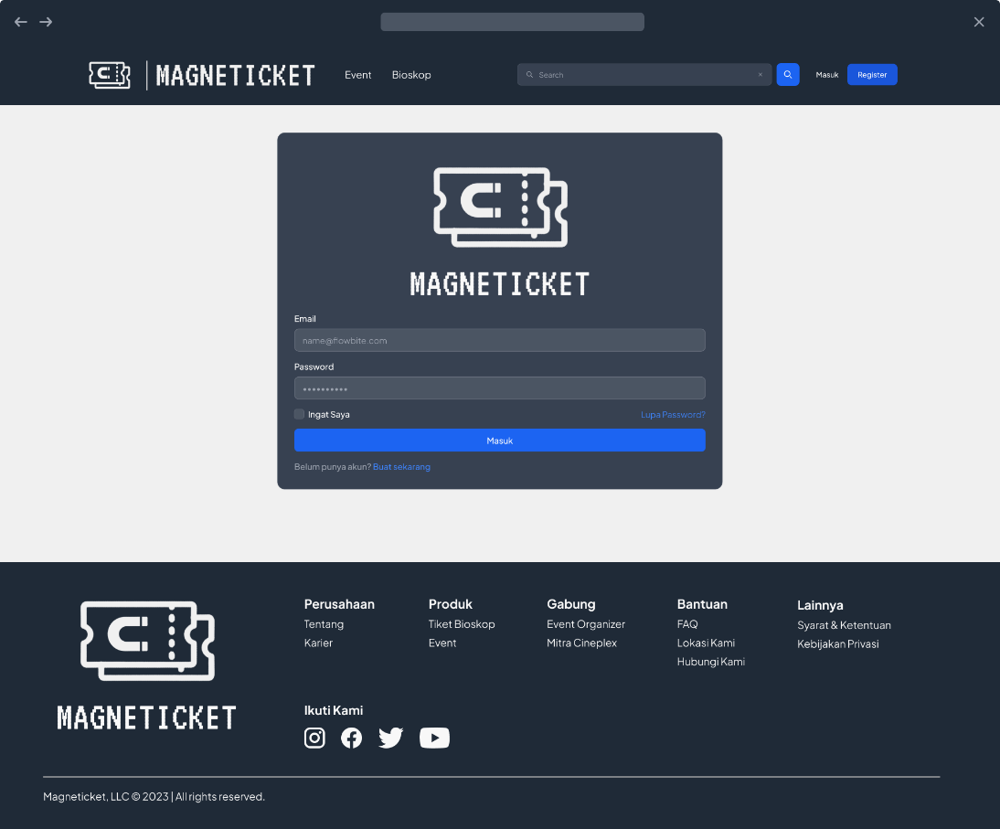 MAGNETICKET
Event
Bioskop
Search
Masuk
Register
MAGNETICKET
Email
name@flowbite.com
Password
••••••••••
Ingat Saya
Lupa Password?
Masuk
Belum punya akun? Buat sekarang
MAGNETICKET
Perusahaan
Tentang
Karier
Produk
Tiket Bioskop
Event
Gabung
Event Organizer
Mitra Cineplex
Bantuan
FAQ
Lokasi Kami
Hubungi Kami
Lainnya
Syarat & Ketentuan
Kebijakan Privasi
Ikuti Kami
Magneticket, LLC © 2023 | All rights reserved.